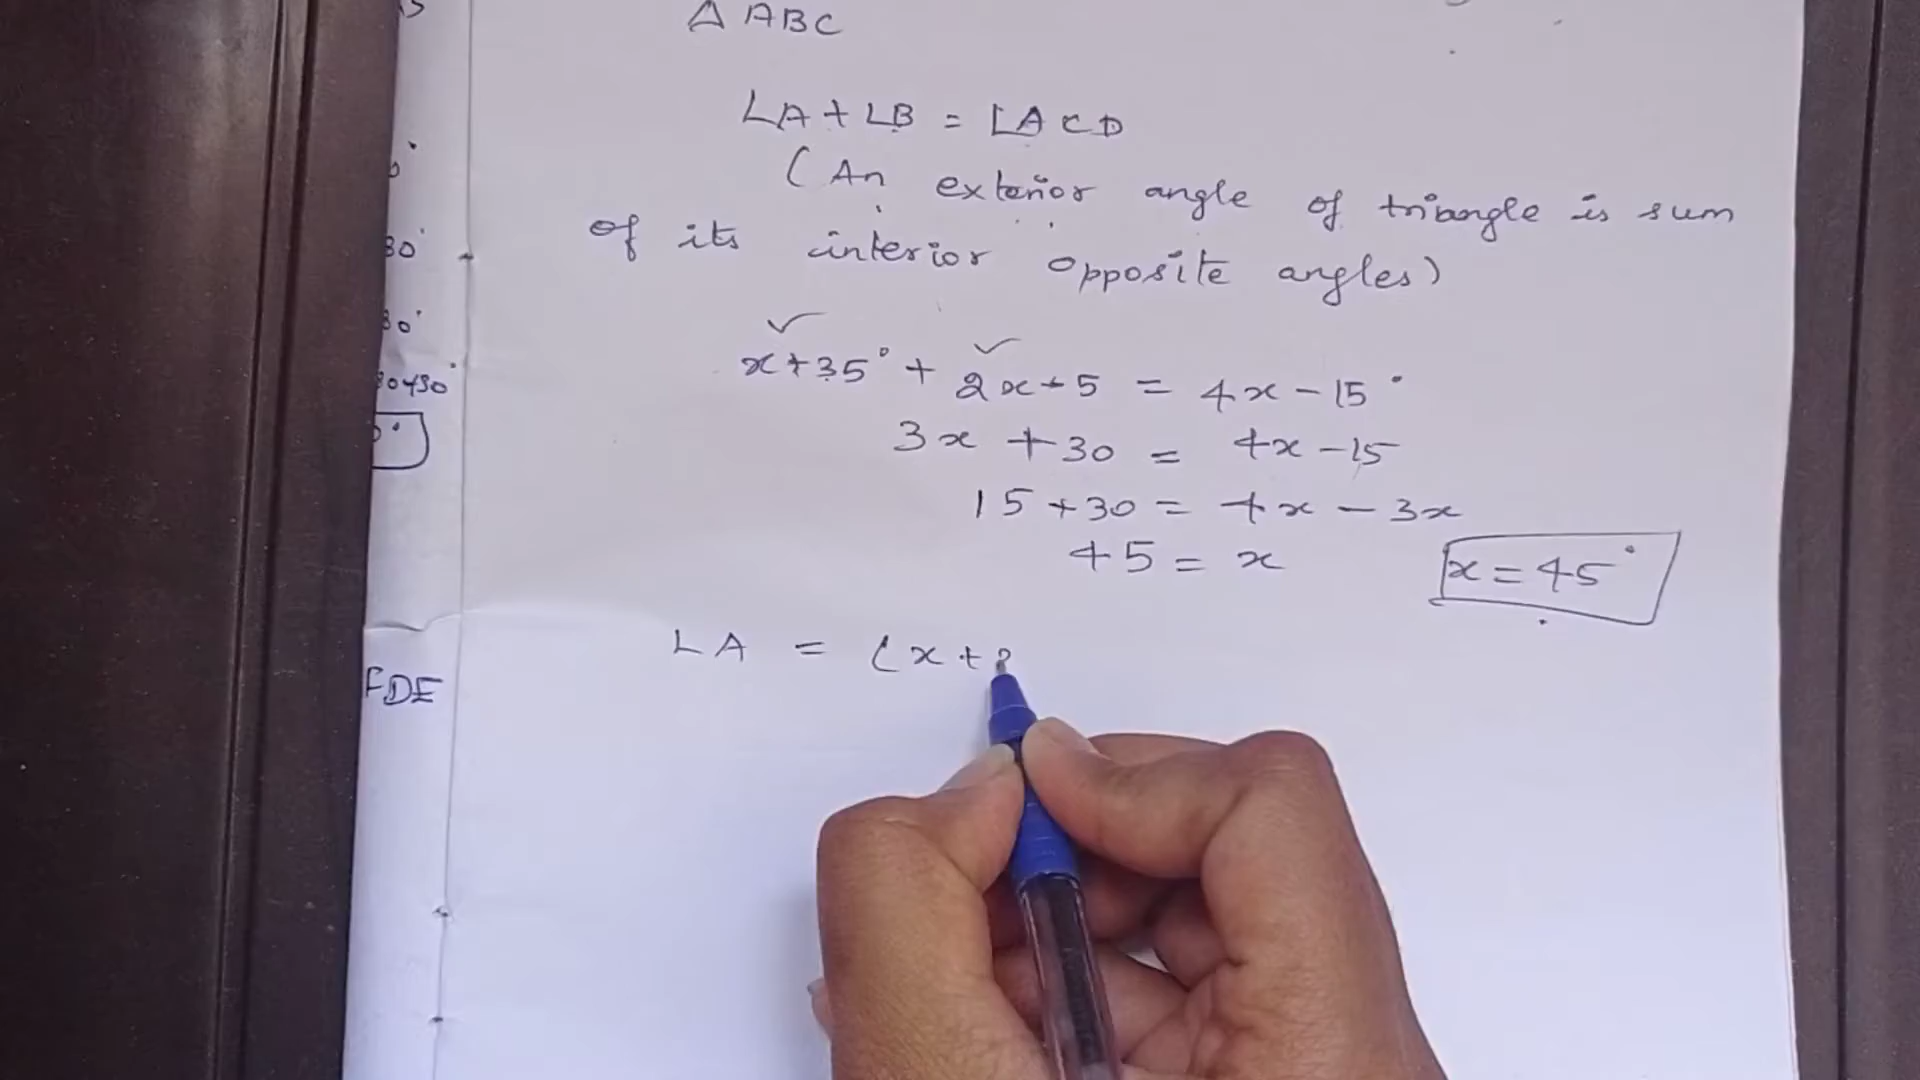 △ ABC
∠A + ∠B = ∠ACD
(An exterior angle of triangle is sum
of its interior opposite angles)
x+35° + 2x-5 = 4x-15°
3x + 30 = 4x-15
15+30 = 4x - 3x
45 = x
x = 45°
∠A = (x+
FDE